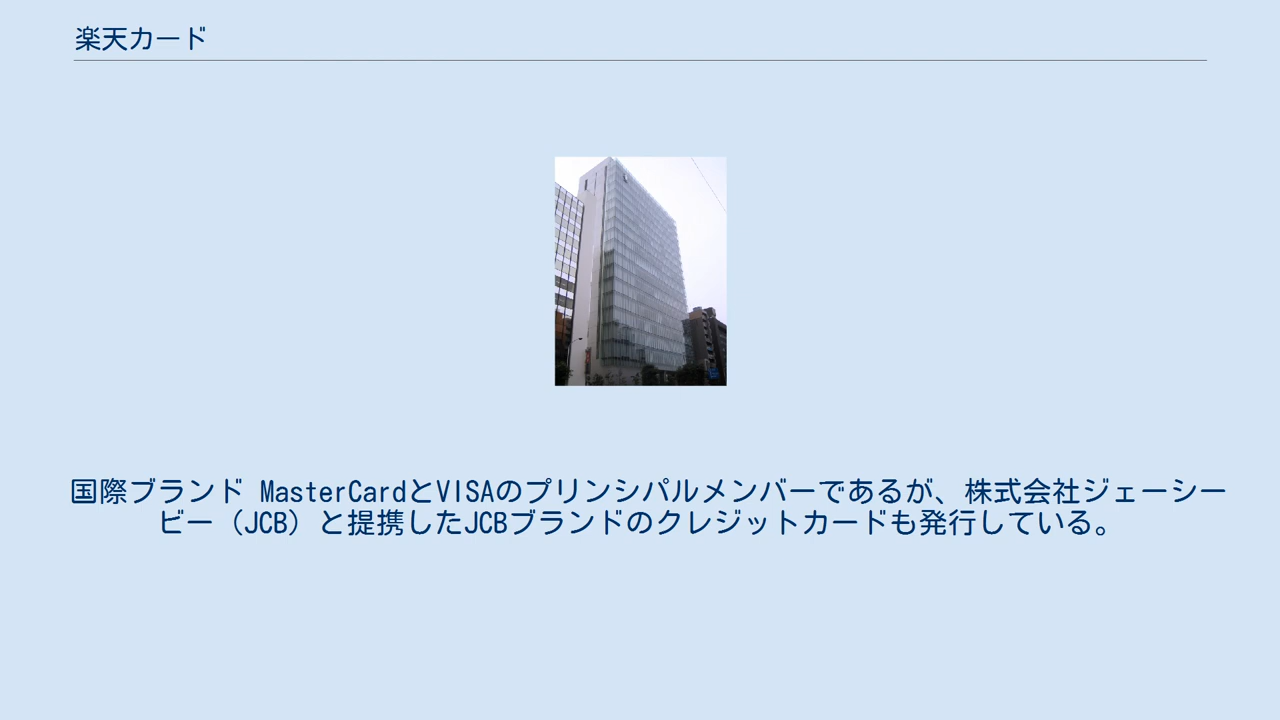 楽天カード
国際ブランド MasterCardとVISAのプリンシパルメンバーであるが、株式会社ジェーシー
ビー（JCB）と提携したJCBブランドのクレジットカードも発行している。